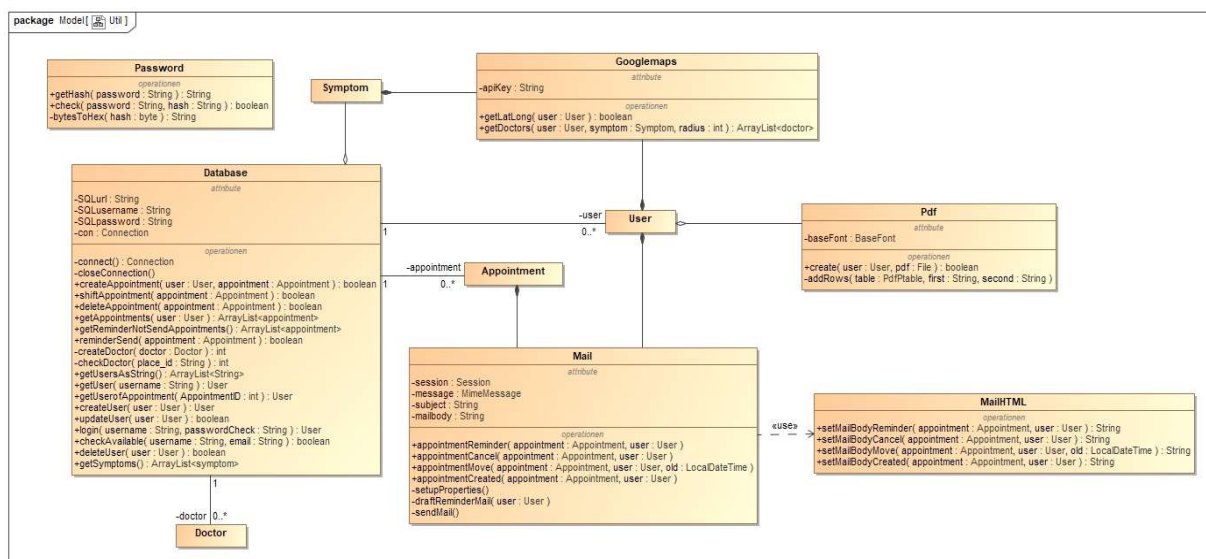 package Model [ Util ]
Password
operationen
+getHash( password : String ) : String
+check( password : String, hash : String ) : boolean
-bytesToHex( hash : byte ) : String
Symptom
Googlemaps
attribute
-apiKey : String
operationen
+getLatLong( user : User ) : boolean
+getDoctors( user : User, symptom : Symptom, radius : int ) : ArrayList<doctor>
Database
attribute
-SQLurl : String
-SQLusername : String
-SQLpassword : String
-con : Connection
operationen
-connect() : Connection
-closeConnection()
+createAppointment( user : User, appointment : Appointment ) : boolean
+shiftAppointment( appointment : Appointment ) : boolean
+deleteAppointment( appointment : Appointment ) : boolean
+getAppointments( user : User ) : ArrayList<appointment>
+getReminderNotSendAppointments() : ArrayList<appointment>
+reminderSend( appointment : Appointment ) : boolean
-createDoctor( doctor : Doctor ) : int
-checkDoctor( place_id : String ) : int
+getUsersAsString() : ArrayList<String>
+getUser( username : String ) : User
+getUserofAppointment( AppointmentID : int ) : User
+createUser( user : User ) : User
+updateUser( user : User ) : boolean
+login( username : String, passwordCheck : String ) : User
+checkAvailable( username : String, email : String ) : boolean
+deleteUser( user : User ) : boolean
+getSymptoms() : ArrayList<symptom>
1
-user
0..*
User
Pdf
attribute
-baseFont : BaseFont
operationen
+create( user : User, pdf : File ) : boolean
-addRows( table : PdfPtable, first : String, second : String )
1
-appointment
0..*
Appointment
Mail
attribute
-session : Session
-message : MimeMessage
-subject : String
-mailbody : String
operationen
+appointmentReminder( appointment : Appointment, user : User )
+appointmentCancel( appointment : Appointment, user : User )
+appointmentMove( appointment : Appointment, user : User, old : LocalDateTime )
+appointmentCreated( appointment : Appointment, user : User )
-setupProperties()
-draftReminderMail( user : User )
-sendMail()
«use»
MailHTML
operationen
+setMailBodyReminder( appointment : Appointment, user : User ) : String
+setMailBodyCancel( appointment : Appointment, user : User ) : String
+setMailBodyMove( appointment : Appointment, user : User, old : LocalDateTime ) : String
+setMailBodyCreated( appointment : Appointment, user : User ) : String
1
-doctor 0..*
Doctor